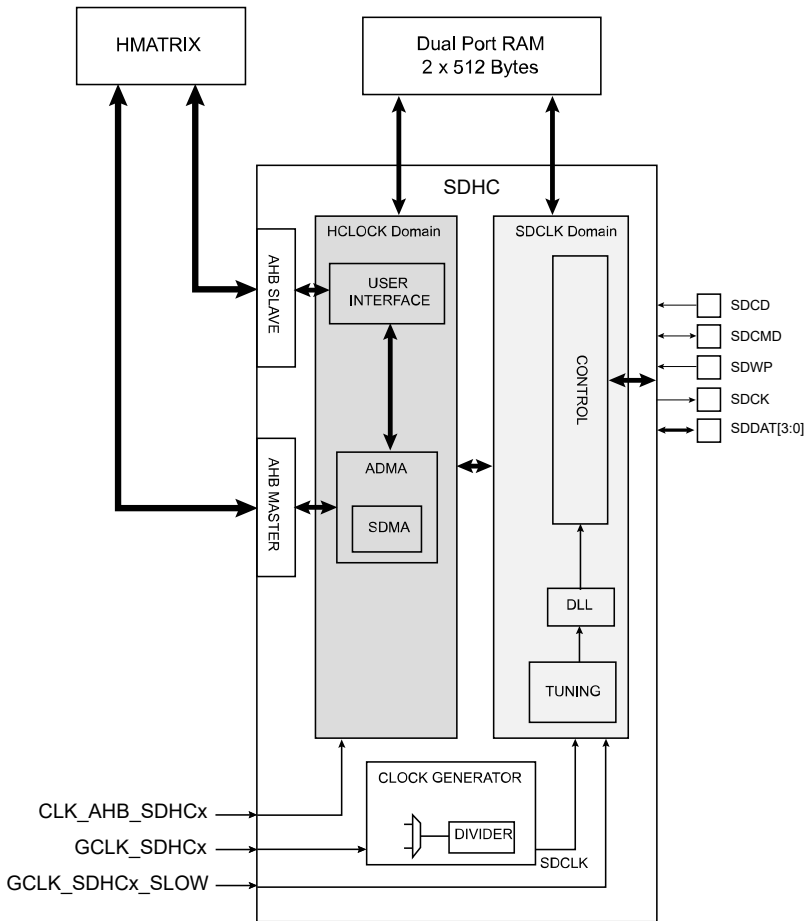 HMATRIX
Dual Port RAM
2 x 512 Bytes
SDHC
HCLOCK Domain
SDCLK Domain
AHB SLAVE
USER
INTERFACE
CONTROL
SDCD
SDCMD
SDWP
SDCK
SDDAT[3:0]
AHB MASTER
ADMA
SDMA
DLL
TUNING
CLOCK GENERATOR
CLK_AHB_SDHCx
DIVIDER
GCLK_SDHCx
SDCLK
GCLK_SDHCx_SLOW